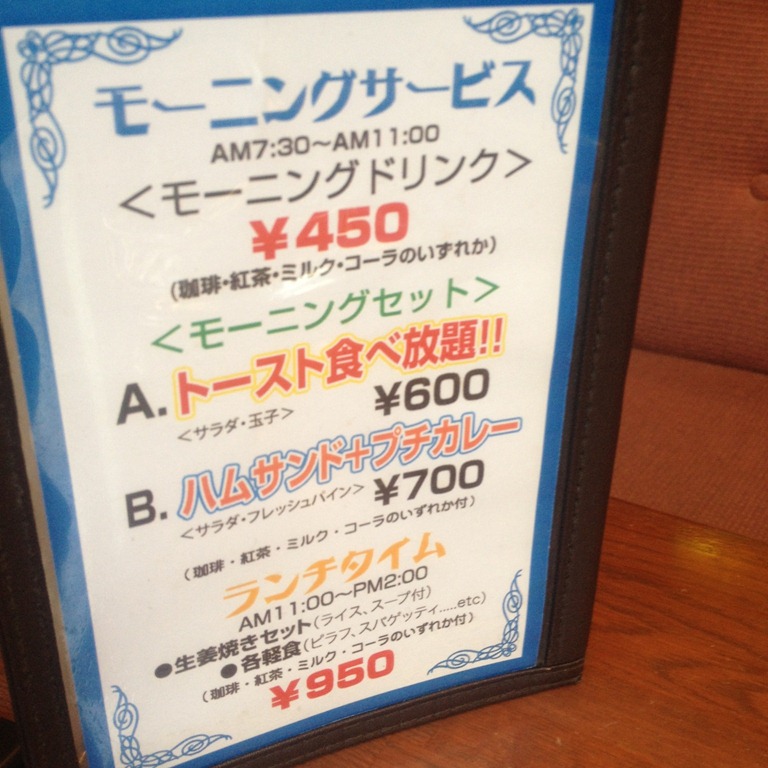 モーニングサービス
AM7:30〜AM11:00
＜モーニングドリンク＞
￥450
(珈琲・紅茶・ミルク・コーラのいずれか)
＜モーニングセット＞
A.トースト食べ放題!!
＜サラダ・玉子＞ ￥600
B.ハムサンド+プチカレー
＜サラダ・フレッシュパイン＞ ￥700
(珈琲・紅茶・ミルク・コーラのいずれか付)
ランチタイム
AM11:00〜PM2:00
●生姜焼きセット(ライス、スープ付)
●各軽食(ピラフ、スパゲッティ.....etc)
(珈琲・紅茶・ミルク・コーラのいずれか付)
￥950